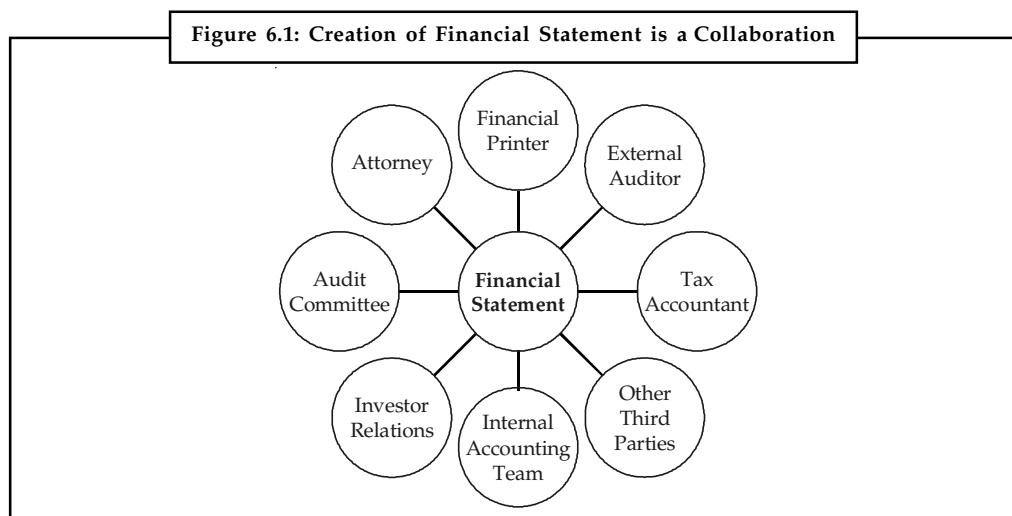 Figure 6.1: Creation of Financial Statement is a Collaboration
Financial
Printer
Attorney
External
Auditor
Audit
Committee
Financial
Statement
Tax
Accountant
Investor
Relations
Internal
Accounting
Team
Other
Third
Parties